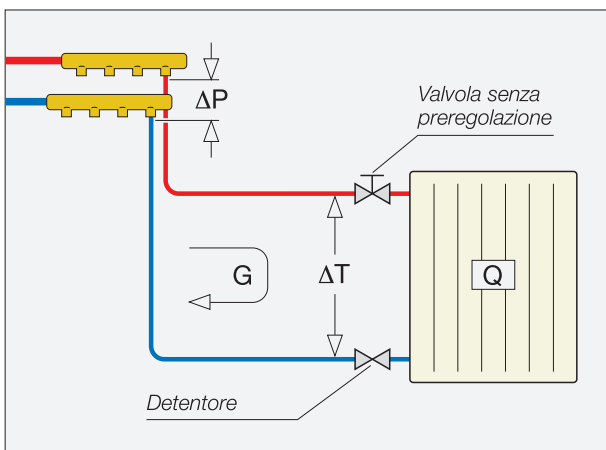 ΔP
Valvola senza
preregolazione
G
ΔT
Q
Detentore